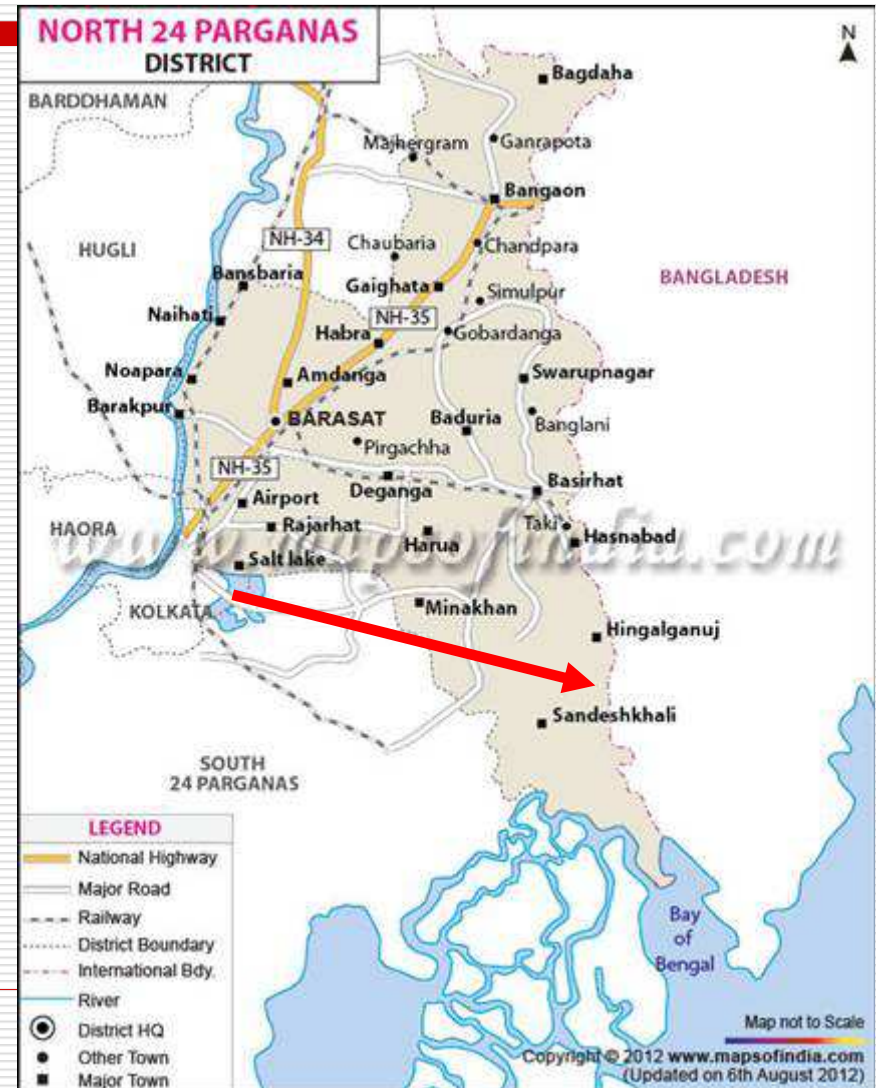 NORTH 24 PARGANAS
DISTRICT
N
BARDDHAMAN
Bagdaha
Majhergram
Ganrapota
Bangaon
HUGLI
NH-34
Chaubaria
Chandpara
BANGLADESH
Bansbaria
Gaighata
Simulpur
Naihati
NH-35
Habra
Gobardanga
Noapara
Amdanga
Swarupnagar
Barakpur
BARASAT
Baduria
Banglani
Pirgachha
NH-35
Deganga
Basirhat
Airport
HAORA
Rajarhat
Harua
Taki
Hasnabad
www.mapsofindia.com
Salt lake
KOLKATA
Minakhan
Hingalganuj
Sandeshkhali
SOUTH
24 PARGANAS
LEGEND
National Highway
Major Road
Railway
District Boundary
International Bdy.
River
District HQ
Other Town
Major Town
Bay
of
Bengal
Map not to Scale
Copyright © 2012 www.mapsofindia.com
(Updated on 6th August 2012)